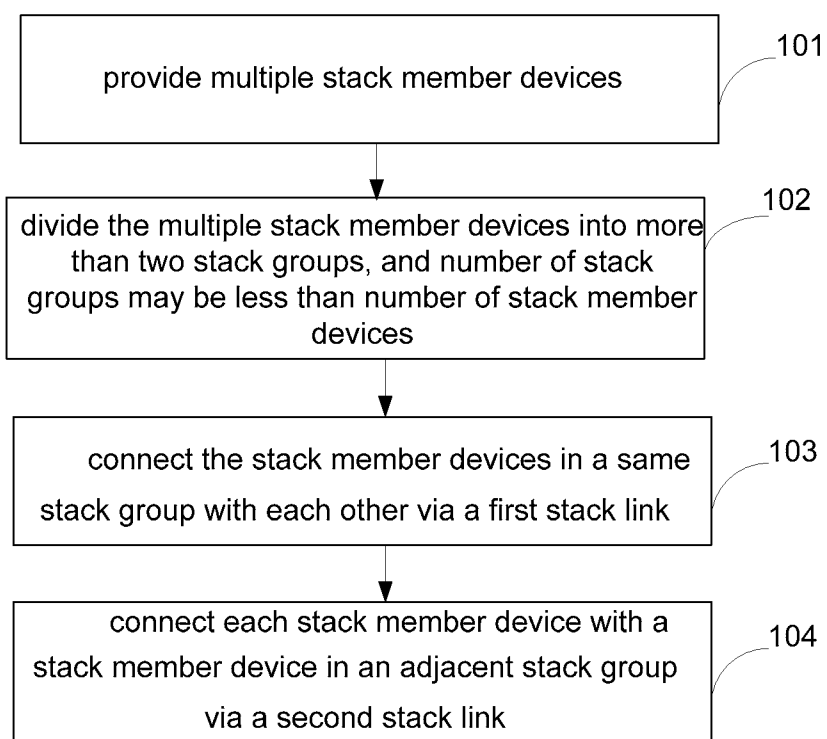 provide multiple stack member devices
101
divide the multiple stack member devices into more
than two stack groups, and number of stack
groups may be less than number of stack member
devices
102
connect the stack member devices in a same
stack group with each other via a first stack link
103
connect each stack member device with a
stack member device in an adjacent stack group
via a second stack link
104